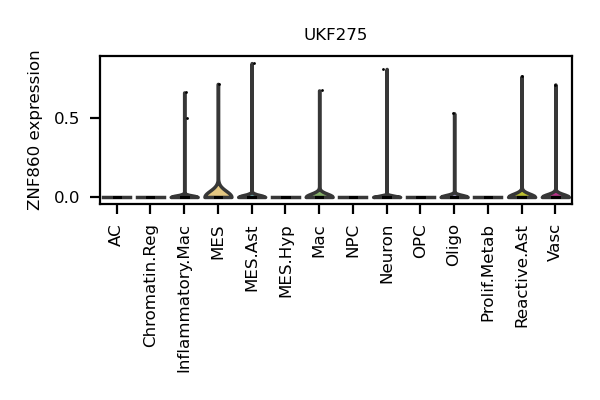 UKF275
ZNF860 expression
0.5
0.0
AC
Chromatin.Reg
Inflammatory.Mac
MES
MES.Ast
MES.Hyp
Mac
NPC
Neuron
OPC
Oligo
Prolif.Metab
Reactive.Ast
Vasc